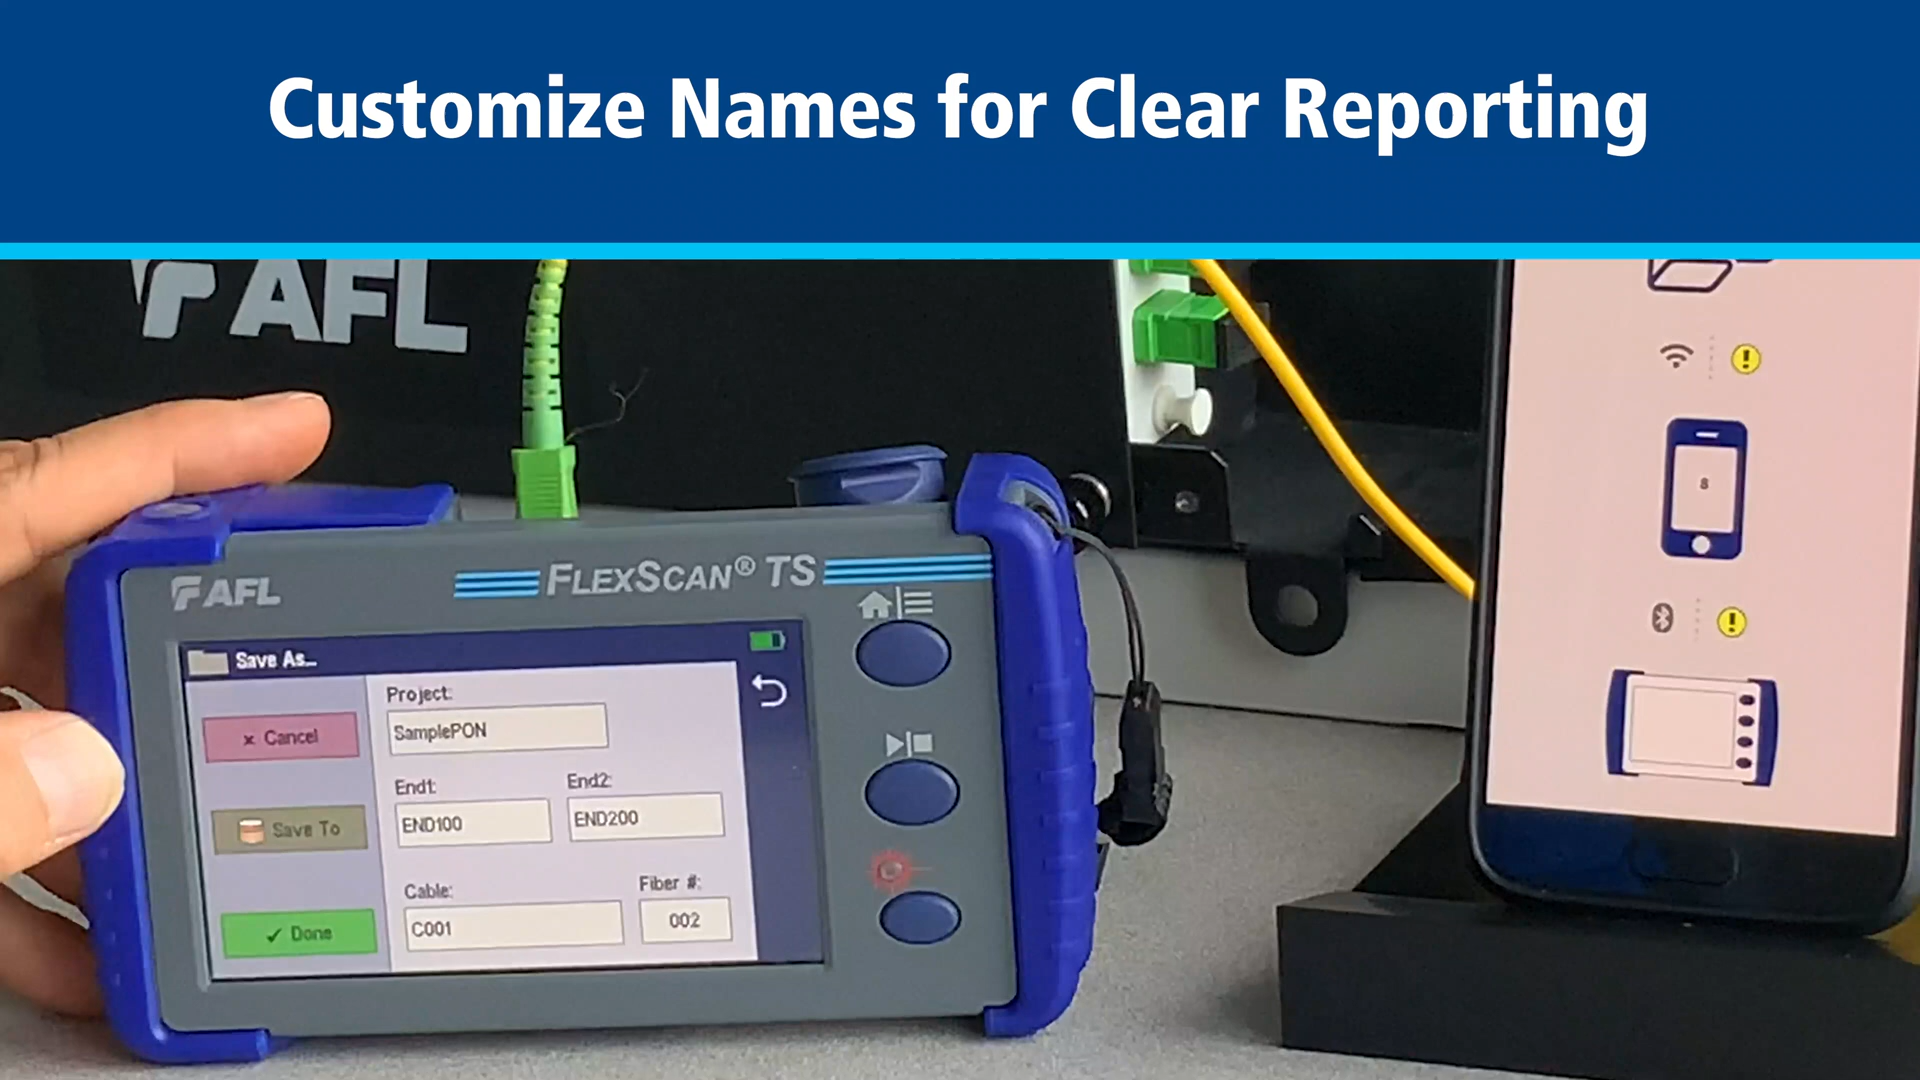 Customize Names for Clear Reporting
AFL
AFL
FLEXSCAN® TS
Save As...
Project:
SamplePON
x Cancel
End1:
End2:
END100
END200
Save To
Cable:
Fiber #:
C001
002
✓ Done
8